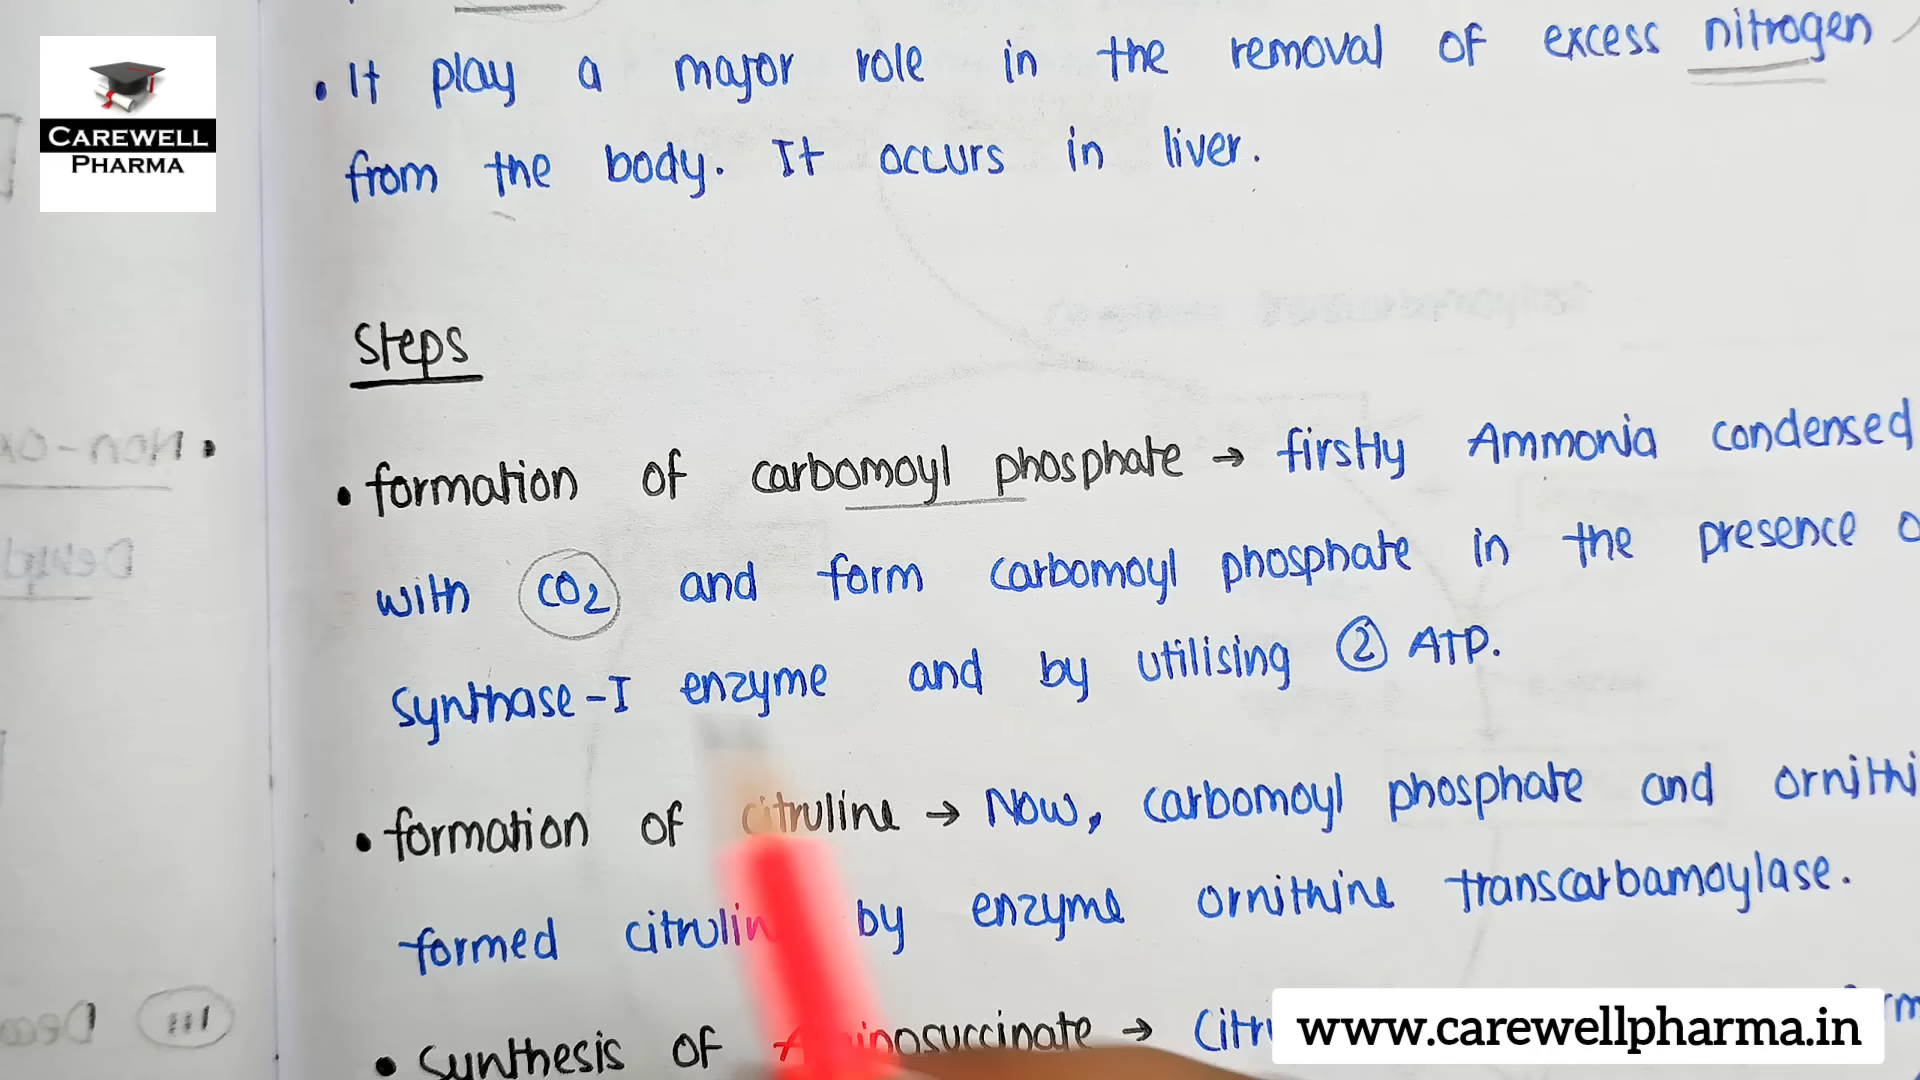 CAREWELL
PHARMA
• It play a major role in the removal of excess nitrogen
from the body. It occurs in liver.
Steps
• formation of carbomoyl phosphate → firstly Ammonia condensed
with CO2 and form carbomoyl phosphate in the presence
synthase-I enzyme and by utilising ② ATP.
• formation of citruline → Now, carbomoyl phosphate and ornithi
formed citrulin by enzyme ornithine transcarbamoylase.
• synthesis of →
www.carewellpharma.in